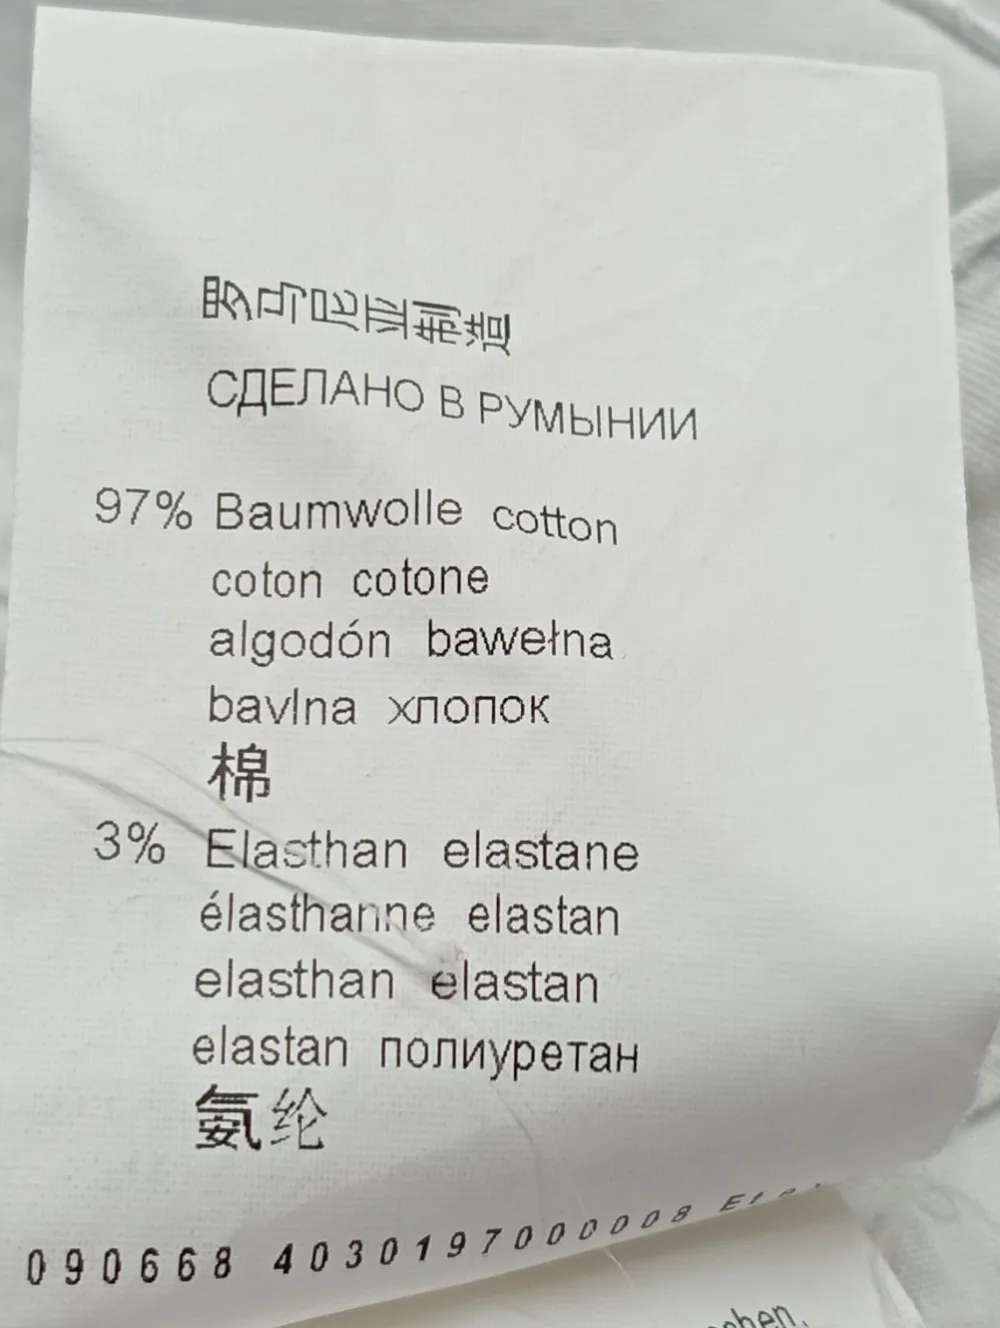 СДЕЛАНО В РУМЫНИИ
97% Baumwolle cotton
coton cotone
algodón bawełna
bavlna хлопок
棉
3% Elasthan elastane
élasthanne elastan
elasthan elastan
elastan полиуретан
氨纶
090668 4030197000008